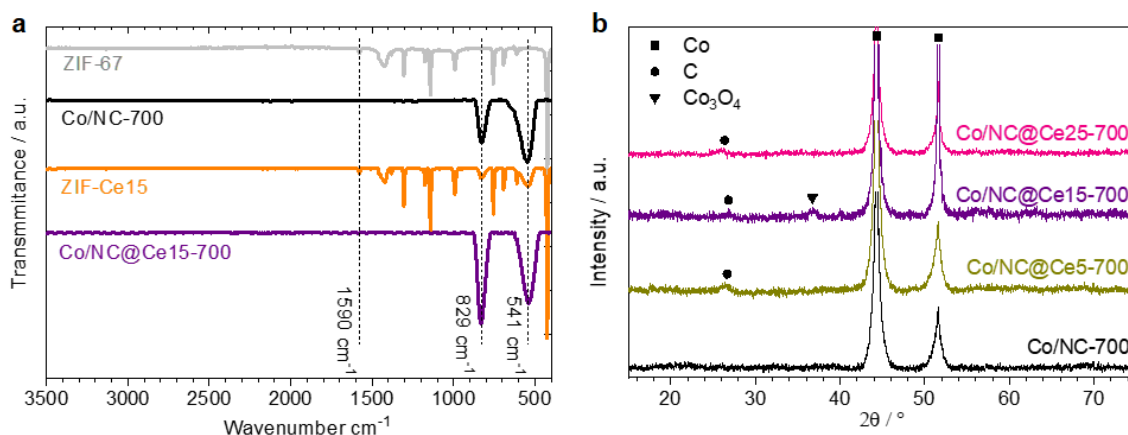 a
Transmittance / a.u.
ZIF-67
Co/NC-700
ZIF-Ce15
Co/NC@Ce15-700
1590 cm⁻¹
829 cm⁻¹
541 cm⁻¹
3500 3000 2500 2000 1500 1000 500
Wavenumber cm⁻¹
b
Intensity / a.u.
■ Co
● C
▼ Co₃O₄
Co/NC@Ce25-700
Co/NC@Ce15-700
Co/NC@Ce5-700
Co/NC-700
20 30 40 50 60 70
2θ / °